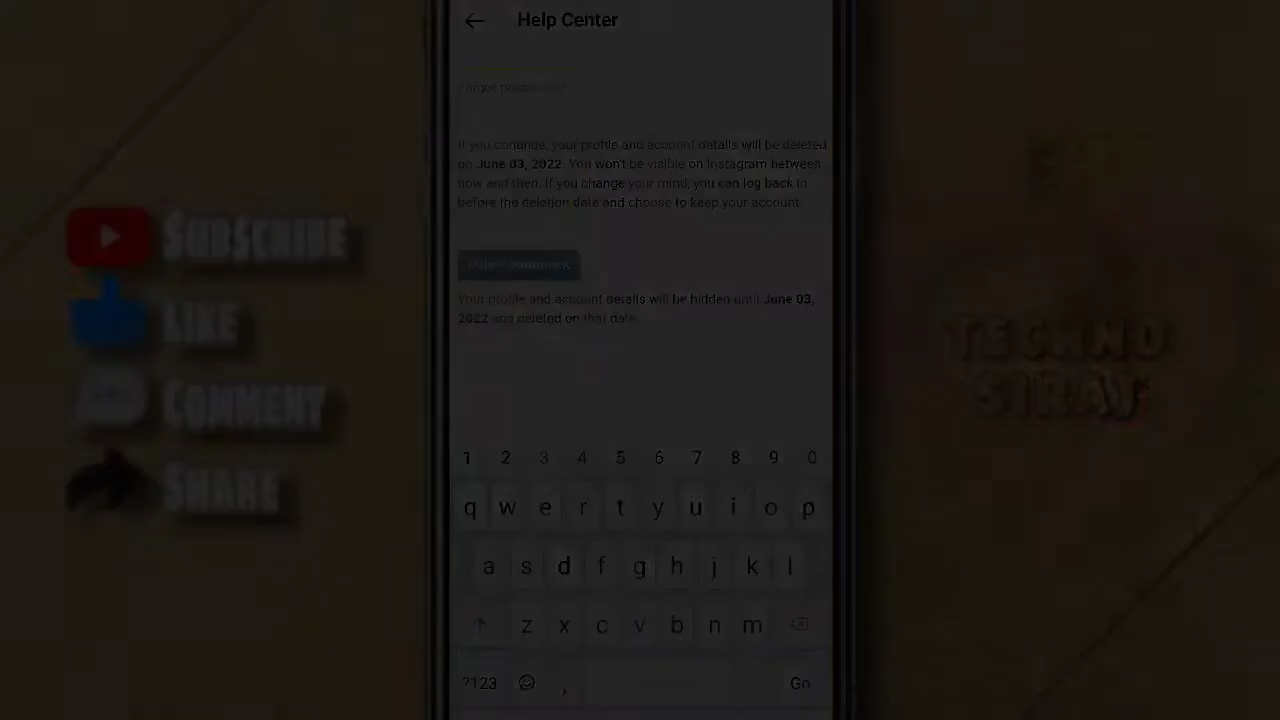 Help Center
Forgot password?
If you continue, your profile and account details will be deleted
on June 03, 2022. You won't be visible on Instagram between
now and then. If you change your mind, you can log back in
before the deletion date and choose to keep your account.
Your profile and account details will be hidden until June 03,
2022 and deleted on that date.
SUBSCRIBE
LIKE
COMMENT
SHARE
TECHNO
SIRAJ
1 2 3 4 5 6 7 8 9 0
q w e r t y u i o p
a s d f g h j k l
z x c v b n m
?123 , Go